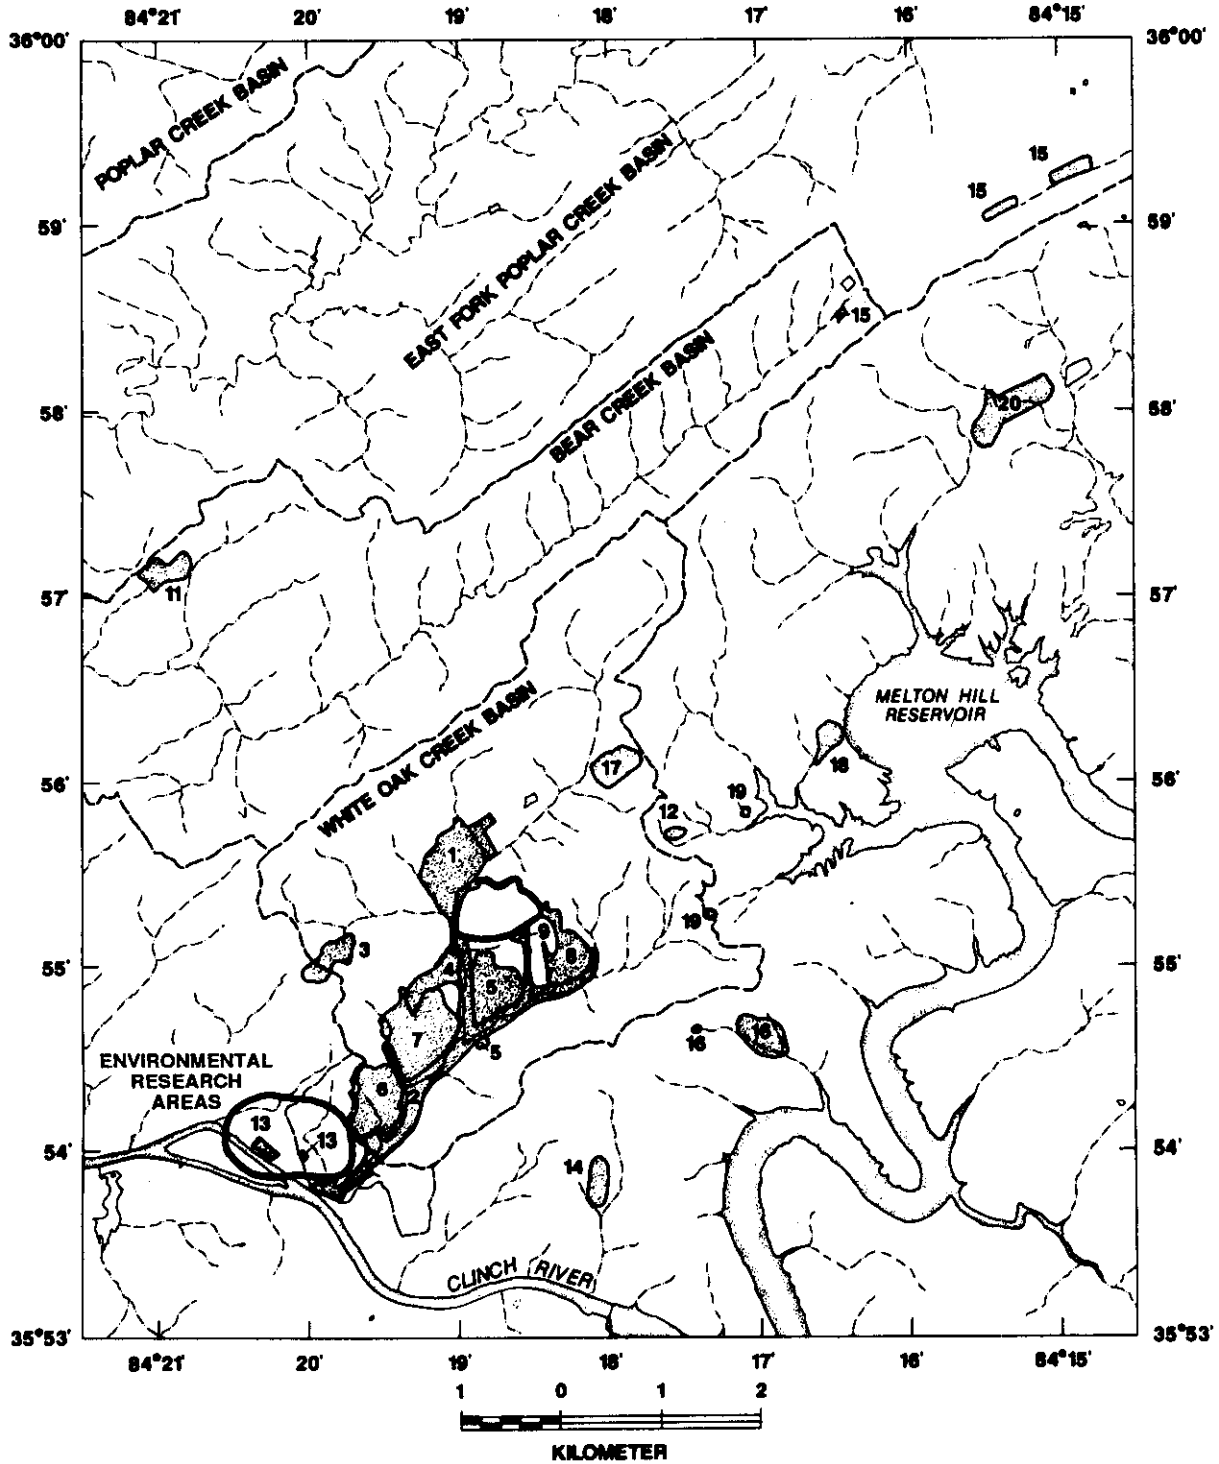 84°21' 20' 19' 18' 17' 16' 84°15'
36°00' 36°00'
POPLAR CREEK BASIN
EAST FORK POPLAR CREEK BASIN
15
15
59' 59'
15
BEAR CREEK BASIN
58' 58'
20
57' 57'
11
MELTON HILL
RESERVOIR
WHITE OAK CREEK BASIN
17
18
56' 56'
19
12
1
19
3
9
8
55' 55'
4
5
7
16
16
5
ENVIRONMENTAL
RESEARCH
AREAS
6
2
13
13
54' 54'
14
CLINCH RIVER
35°53' 35°53'
84°21' 20' 19' 18' 17' 16' 84°15'
1 0 1 2
KILOMETER